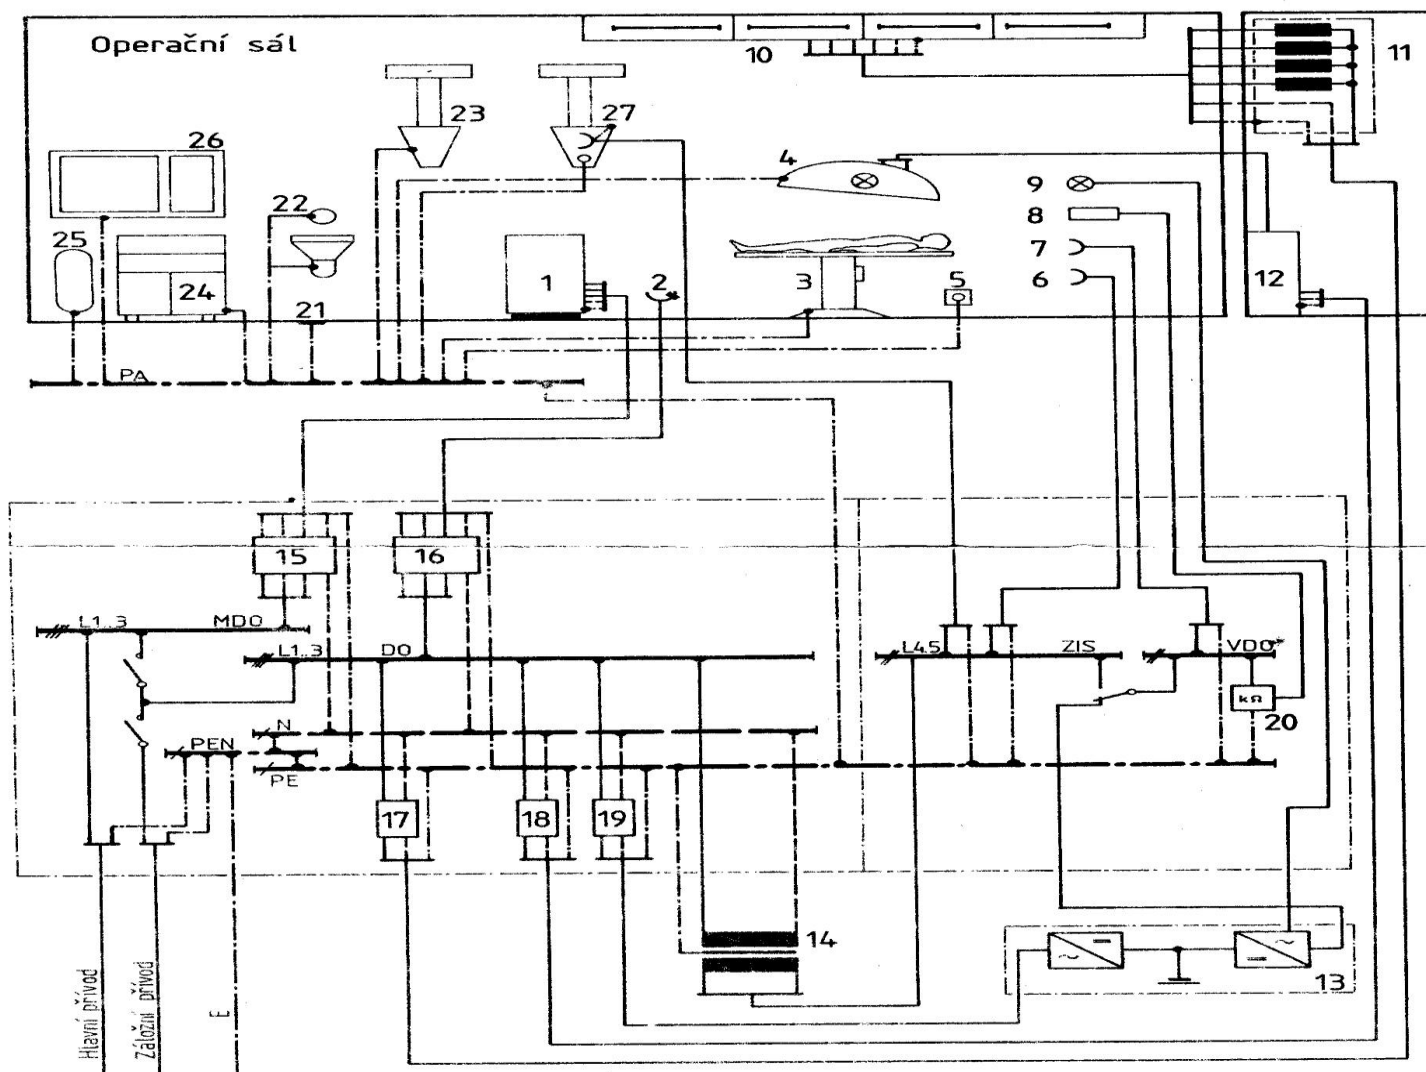 Operační sál
10
11
23
27
26
4
9
22
8
25
7
24
1
2
3
5
6
12
21
PA
15
16
L1..3
MDO
L1..3
DO
L4.5
ZIS
VDO**
kΩ
20
N
PEN
PE
17
18
19
14
13
Hlavní přívod
Záložní přívod
E